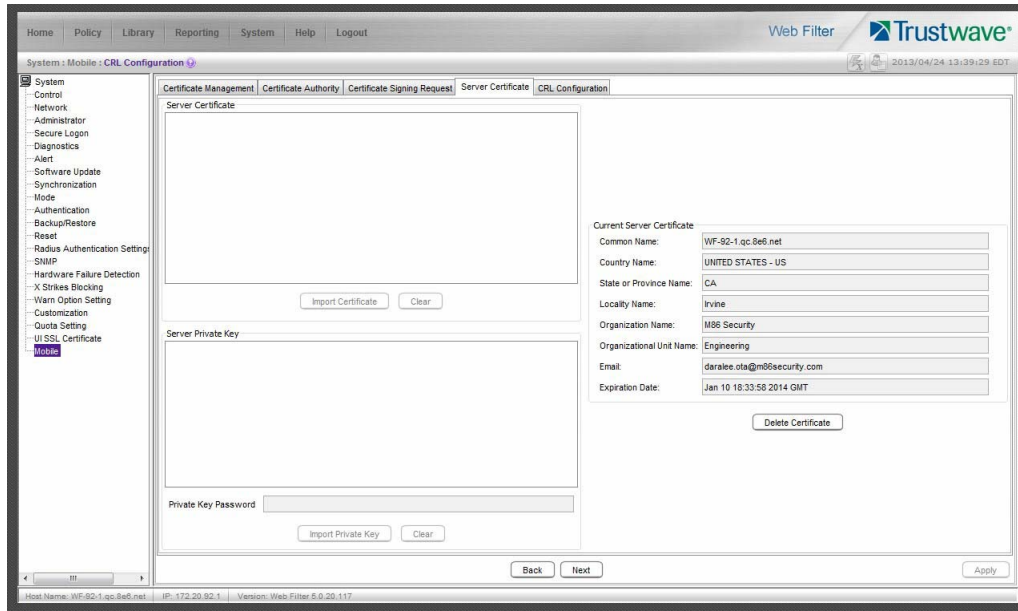 Home Policy Library Reporting System Help Logout
Web Filter
Trustwave®
System : Mobile : CRL Configuration
2013/04/24 13:39:29 EDT
System
Control
Network
Administrator
Secure Logon
Diagnostics
Alert
Software Update
Synchronization
Mode
Authentication
Backup/Restore
Reset
Radius Authentication Settings
SNMP
Hardware Failure Detection
X Strikes Blocking
Warn Option Setting
Customization
Quota Setting
UI SSL Certificate
Mobile
Certificate Management Certificate Authority Certificate Signing Request Server Certificate CRL Configuration
Server Certificate
Import Certificate Clear
Server Private Key
Private Key Password
Import Private Key Clear
Current Server Certificate
Common Name: WF-92-1.qc.8e6.net
Country Name: UNITED STATES - US
State or Province Name: CA
Locality Name: Irvine
Organization Name: M86 Security
Organizational Unit Name: Engineering
Email: daralee.ota@m86security.com
Expiration Date: Jan 10 18:33:58 2014 GMT
Delete Certificate
Back Next
Apply
Host Name: WF-92-1.qc.8e6.net IP: 172.20.92.1 Version: Web Filter 5.0.20.117